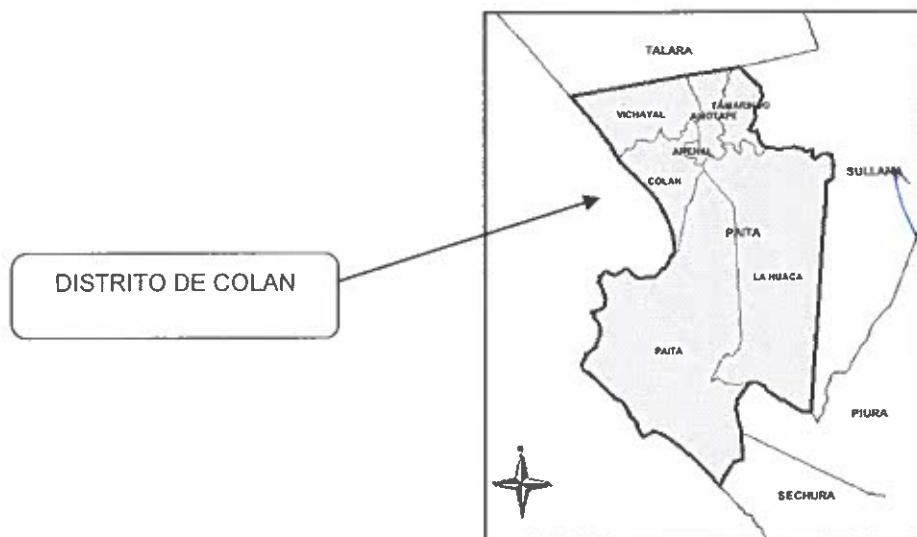 TALARA
TAMARINDO
VICHAYAL
AMOTAPE
ARENAL
SULLANA
COLAN
PAITA
DISTRITO DE COLAN
LA HUACA
PAITA
PIURA
SECHURA